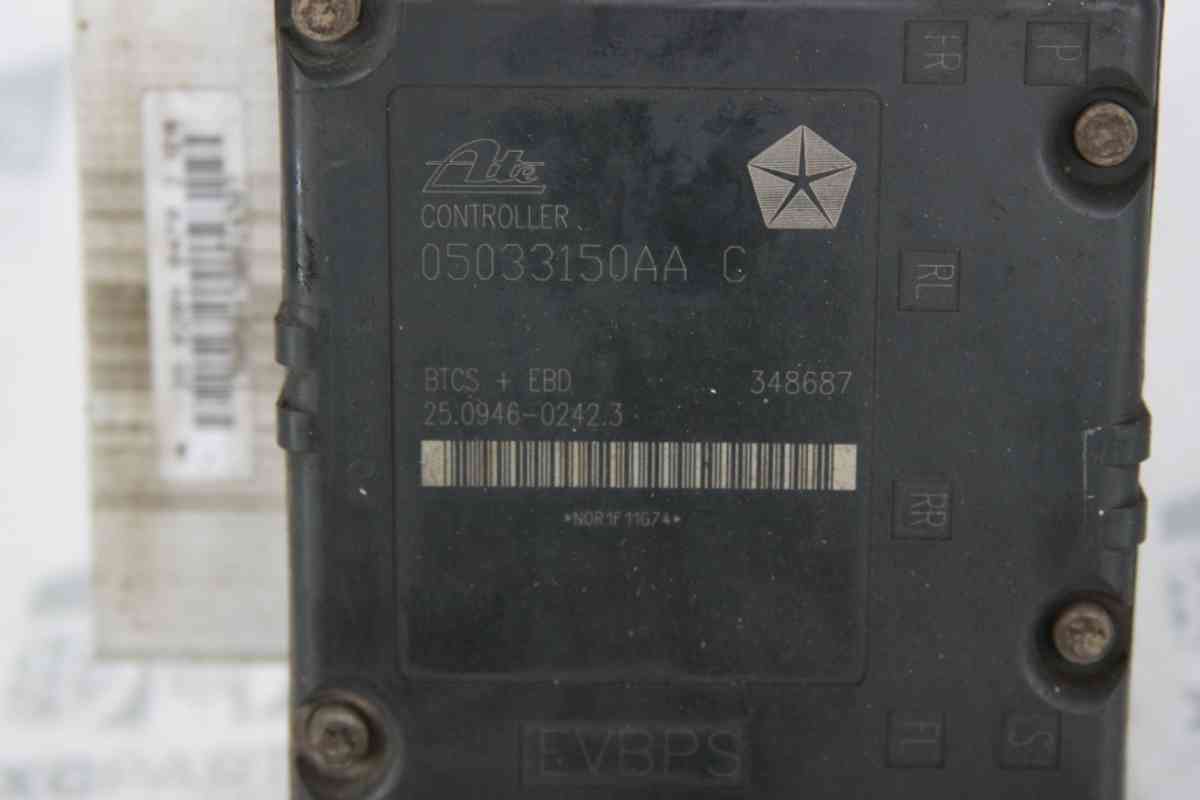 FR
P
Ate
CONTROLLER
05033150AA C
RL
BTCS + EBD 348687
25.0946-0242.3
RR
*N0R1F11G74*
FL
S
EVBPS